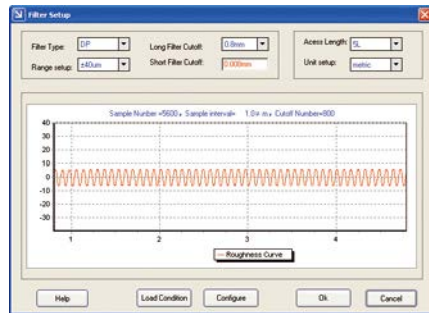 Filter Setup
Filter Type: DP
Long Filter Cutoff: 0.8mm
Acess Length: 5L
Range setup: ±40um
Short Filter Cutoff: 0.000mm
Unit setup: metric
Sample Number =5600, Sample interval= 1.0# m, Cutoff Number=800
40
30
20
10
0
-10
-20
-30
1 2 3 4
Roughness Curve
Help Load Condition Configure Ok Cancel